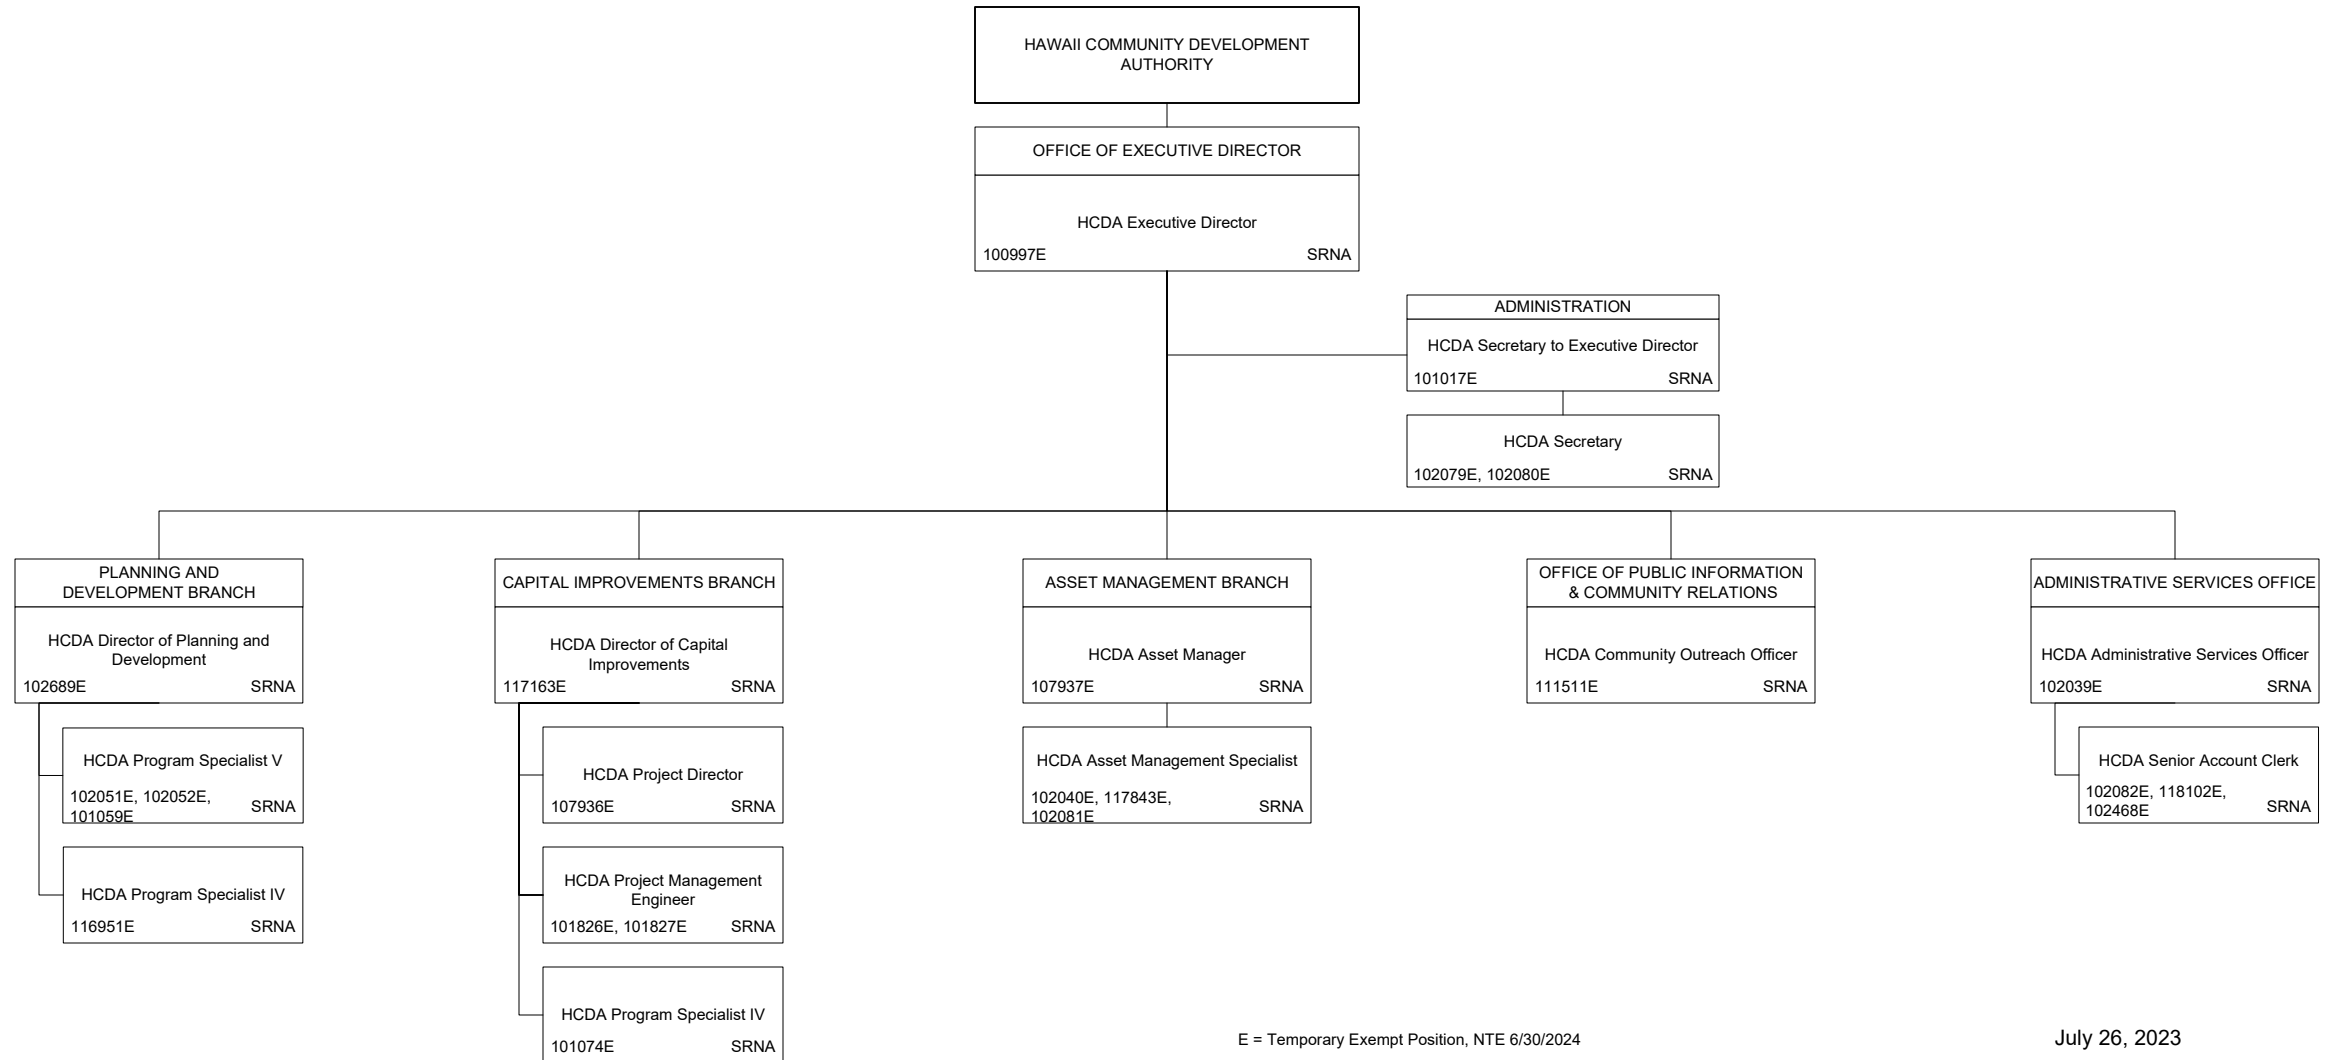 HAWAII COMMUNITY DEVELOPMENT
AUTHORITY
OFFICE OF EXECUTIVE DIRECTOR
HCDA Executive Director
100997E SRNA
ADMINISTRATION
HCDA Secretary to Executive Director
101017E SRNA
HCDA Secretary
102079E, 102080E SRNA
PLANNING AND
DEVELOPMENT BRANCH
HCDA Director of Planning and
Development
102689E SRNA
HCDA Program Specialist V
102051E, 102052E,
101059E SRNA
HCDA Program Specialist IV
116951E SRNA
CAPITAL IMPROVEMENTS BRANCH
HCDA Director of Capital
Improvements
117163E SRNA
HCDA Project Director
107936E SRNA
HCDA Project Management
Engineer
101826E, 101827E SRNA
HCDA Program Specialist IV
101074E SRNA
ASSET MANAGEMENT BRANCH
HCDA Asset Manager
107937E SRNA
HCDA Asset Management Specialist
102040E, 117843E,
102081E SRNA
OFFICE OF PUBLIC INFORMATION
& COMMUNITY RELATIONS
HCDA Community Outreach Officer
111511E SRNA
ADMINISTRATIVE SERVICES OFFICE
HCDA Administrative Services Officer
102039E SRNA
HCDA Senior Account Clerk
102082E, 118102E,
102468E SRNA
E = Temporary Exempt Position, NTE 6/30/2024
July 26, 2023